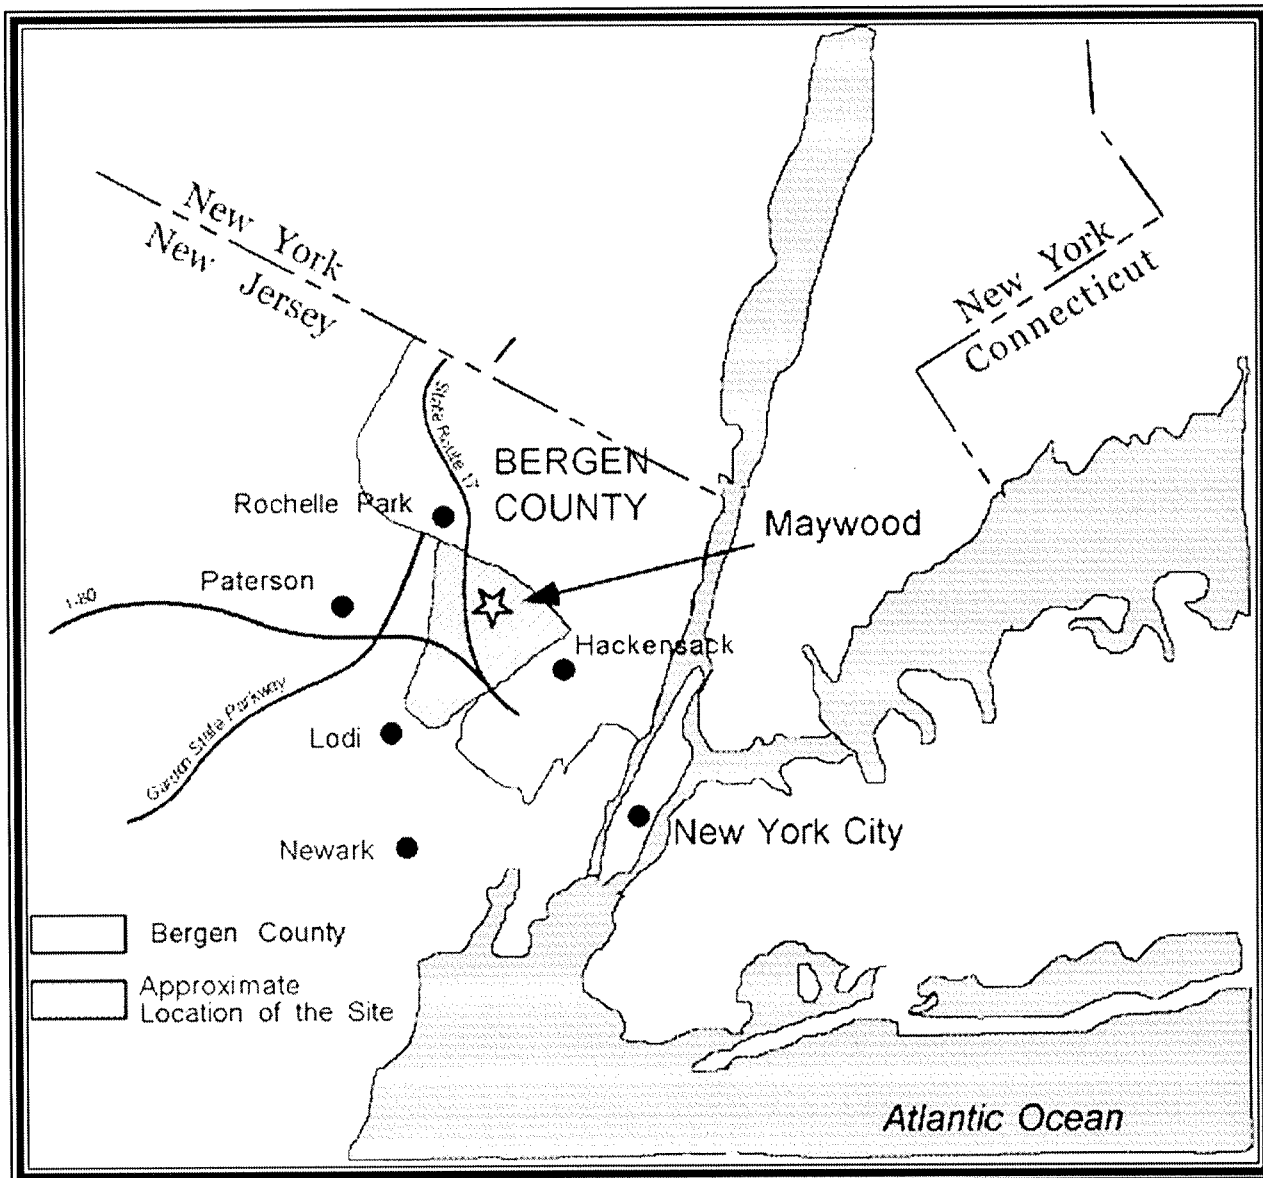 New York
New Jersey
New York
Connecticut
State Route 17
BERGEN
COUNTY
Rochelle Park
Maywood
Paterson
I-80
Hackensack
Garden State Parkway
Lodi
New York City
Newark
Bergen County
Approximate
Location of the Site
Atlantic Ocean